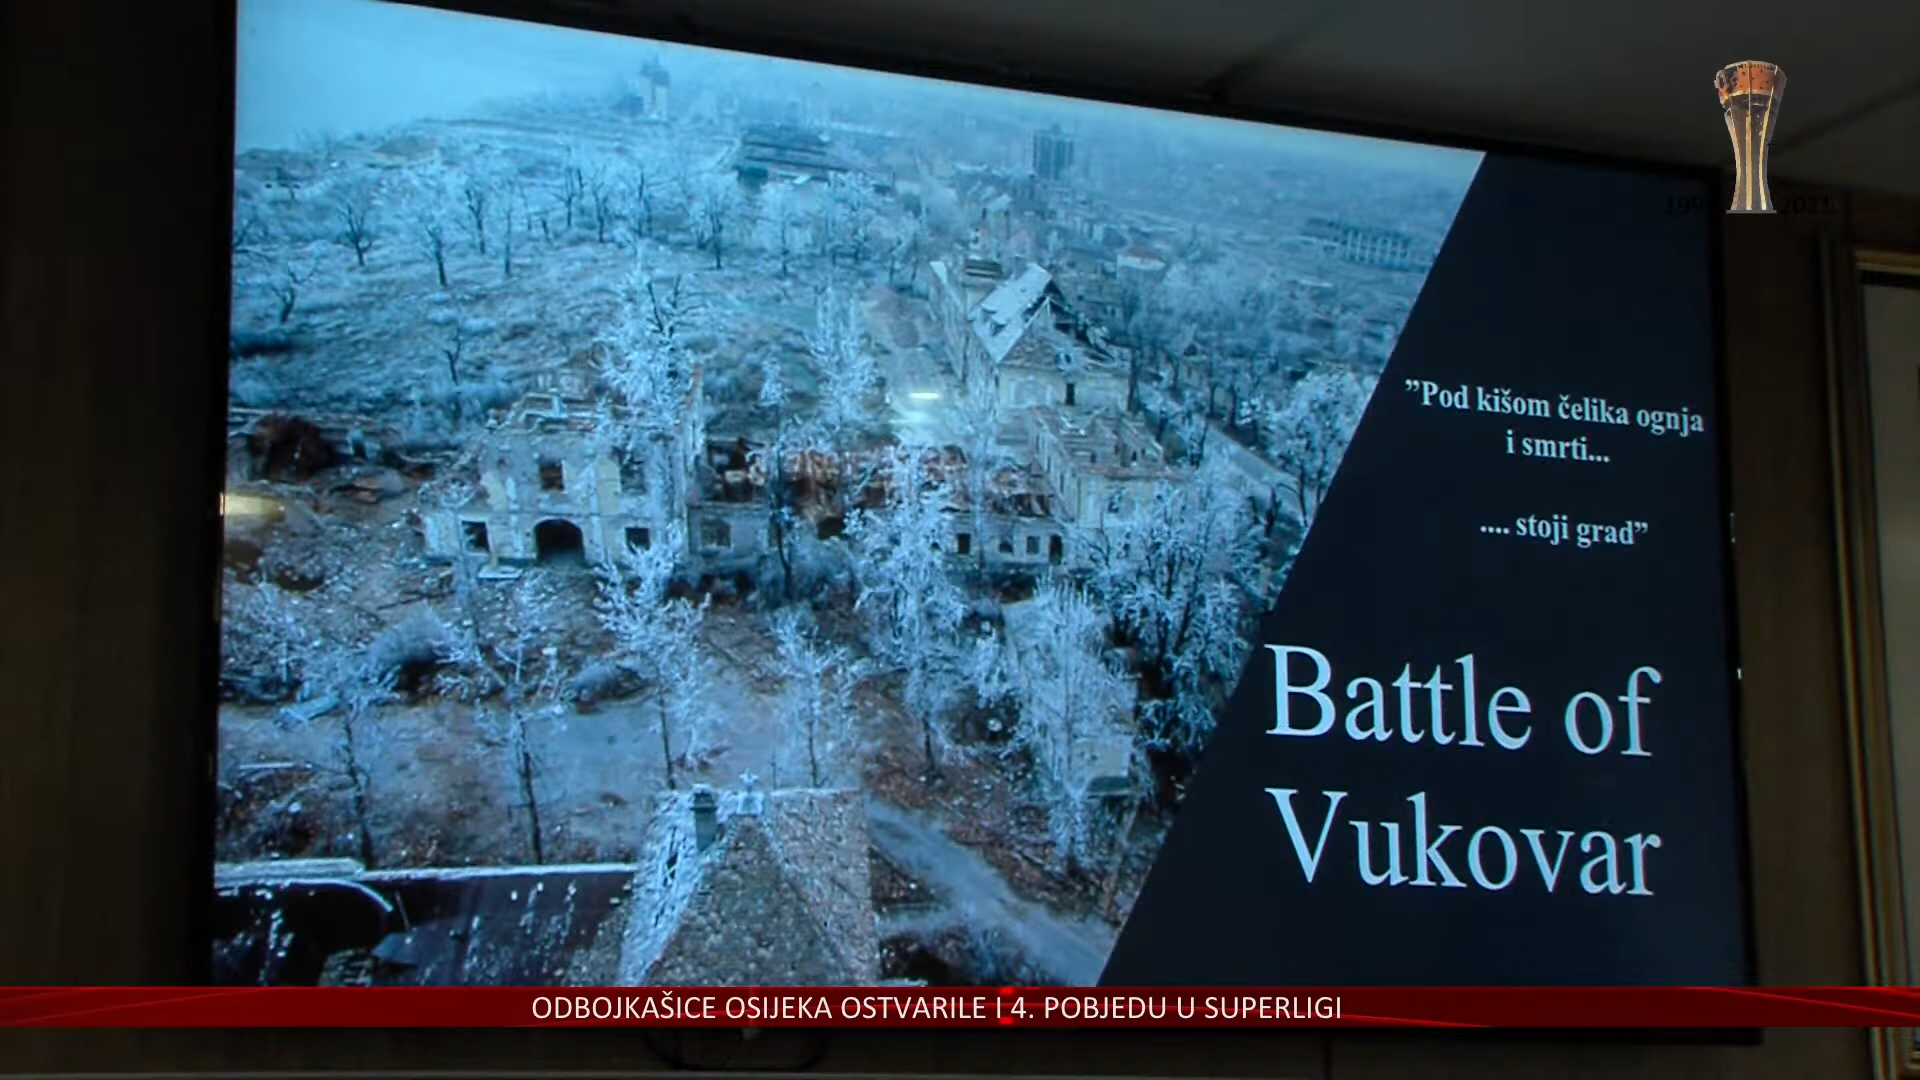 ”Pod kišom čelika ognja
i smrti...
.... stoji grad”
Battle of
Vukovar
ODBOJKAŠICE OSIJEKA OSTVARILE I 4. POBJEDU U SUPERLIGI